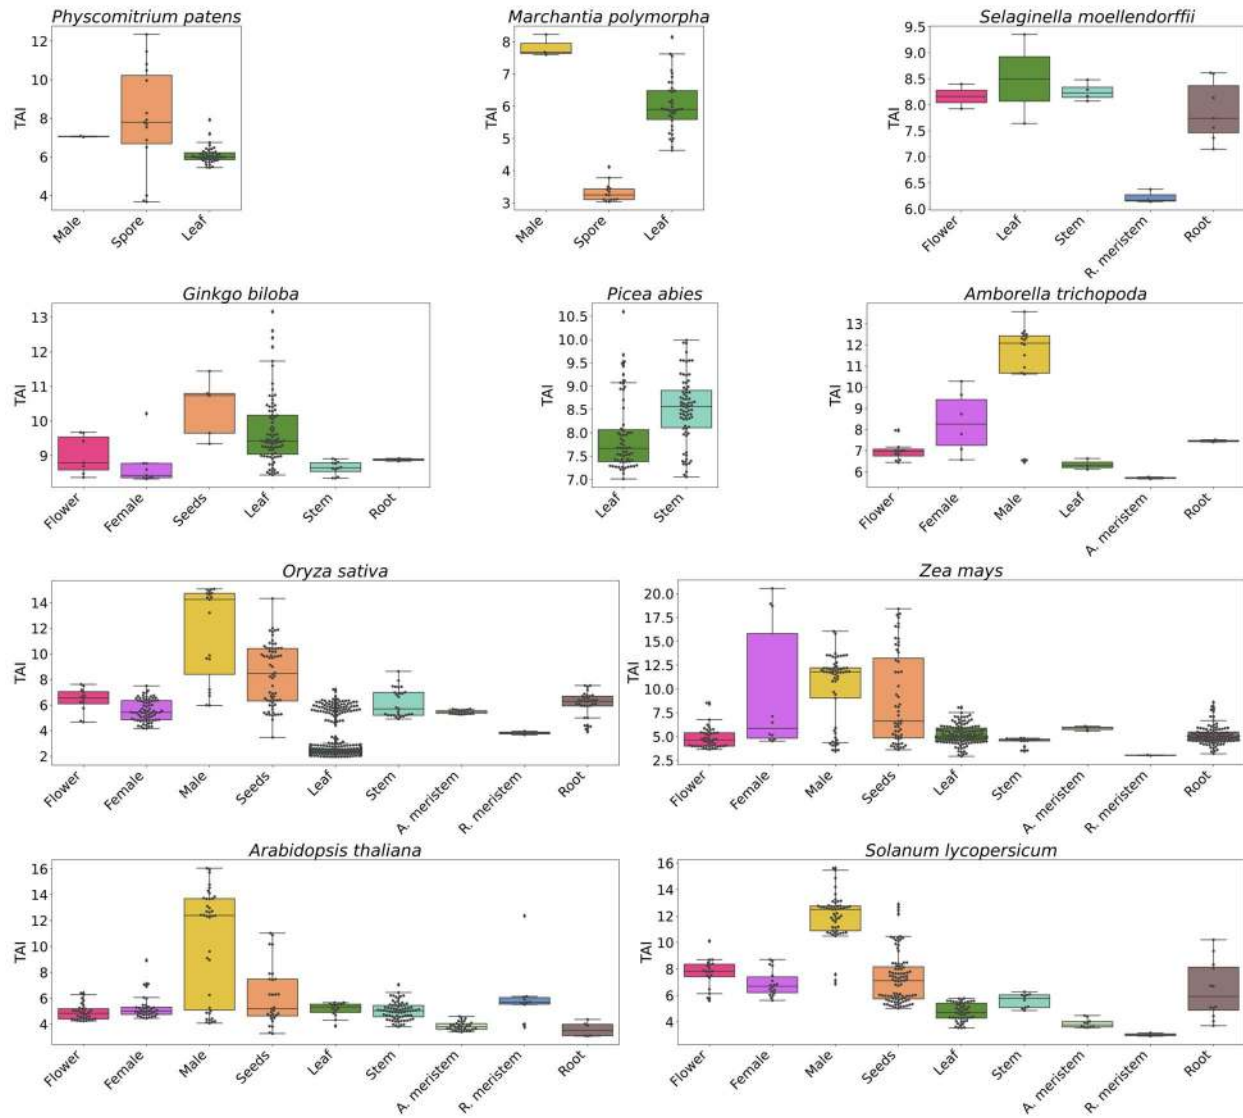 Physcomitrium patens
TAI
12
10
8
6
4
Male
Spore
Leaf
Marchantia polymorpha
TAI
8
7
6
5
4
3
Male
Spore
Leaf
Selaginella moellendorffii
TAI
9.5
9.0
8.5
8.0
7.5
7.0
6.5
6.0
Flower
Leaf
Stem
R. meristem
Root
Ginkgo biloba
TAI
13
12
11
10
9
Flower
Female
Seeds
Leaf
Stem
Root
Picea abies
TAI
10.5
10.0
9.5
9.0
8.5
8.0
7.5
7.0
Leaf
Stem
Amborella trichopoda
TAI
13
12
11
10
9
8
7
6
Flower
Female
Male
Leaf
A. meristem
Root
Oryza sativa
TAI
14
12
10
8
6
4
2
Flower
Female
Male
Seeds
Leaf
Stem
A. meristem
R. meristem
Root
Zea mays
TAI
20.0
17.5
15.0
12.5
10.0
7.5
5.0
2.5
Flower
Female
Male
Seeds
Leaf
Stem
A. meristem
R. meristem
Root
Arabidopsis thaliana
TAI
16
14
12
10
8
6
4
Flower
Female
Male
Seeds
Leaf
Stem
A. meristem
R. meristem
Root
Solanum lycopersicum
TAI
16
14
12
10
8
6
4
Flower
Female
Male
Seeds
Leaf
Stem
A. meristem
R. meristem
Root